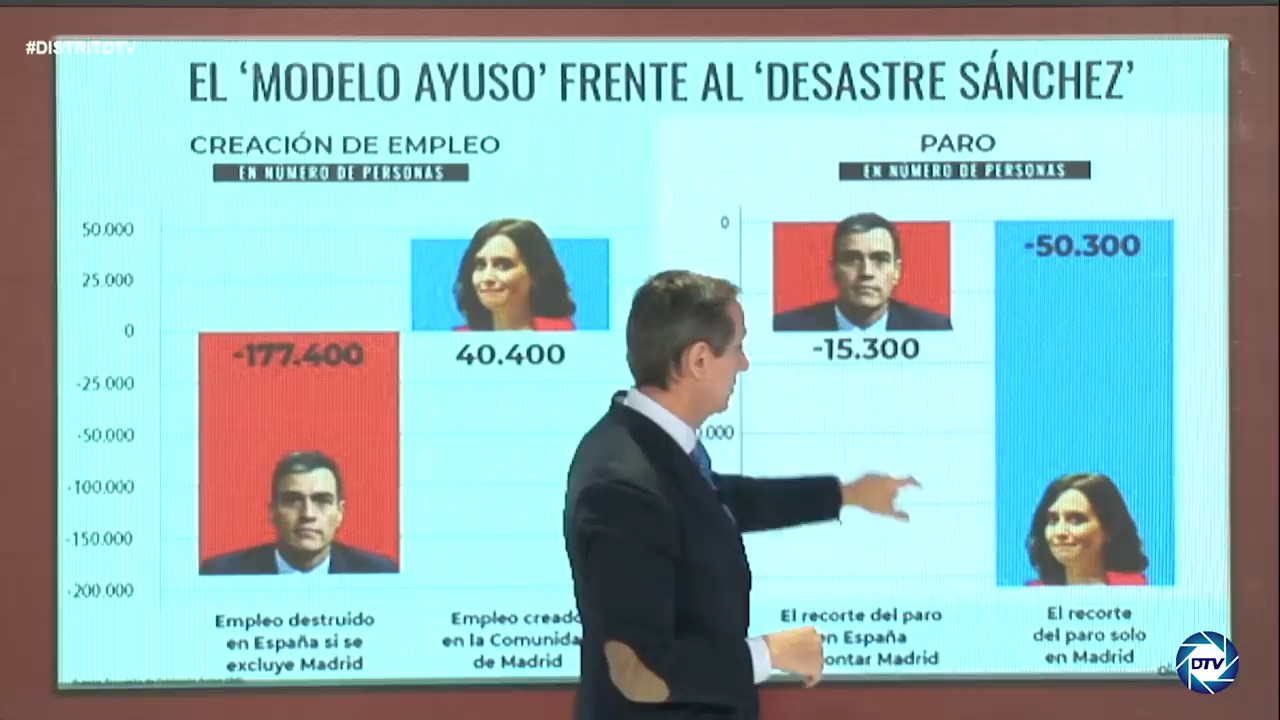 #DISTRITOTV
EL ‘MODELO AYUSO’ FRENTE AL ‘DESASTRE SÁNCHEZ’
CREACIÓN DE EMPLEO
EN NÚMERO DE PERSONAS
50.000
25.000
0
-25.000
-50.000
-100.000
-150.000
-200.000
-177.400
40.400
Empleo destruido
en España si se
excluye Madrid
Empleo cread
en la Comunida
de Madrid
PARO
EN NÚMERO DE PERSONAS
0
.000
-15.300
-50.300
El recorte del paro
en España
ontar Madrid
El recorte
del paro solo
en Madrid
DTV